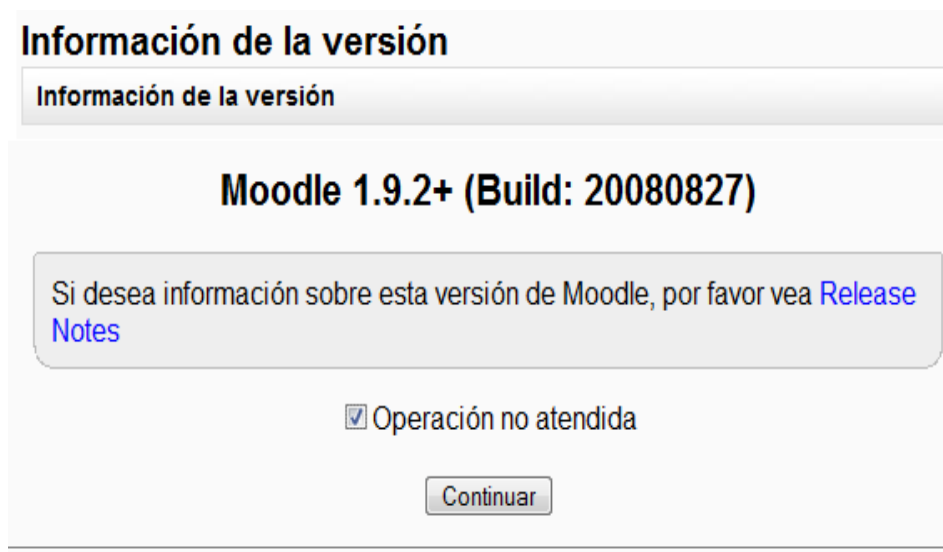 Información de la versión
Información de la versión
Moodle 1.9.2+ (Build: 20080827)
Si desea información sobre esta versión de Moodle, por favor vea Release
Notes
Operación no atendida
Continuar